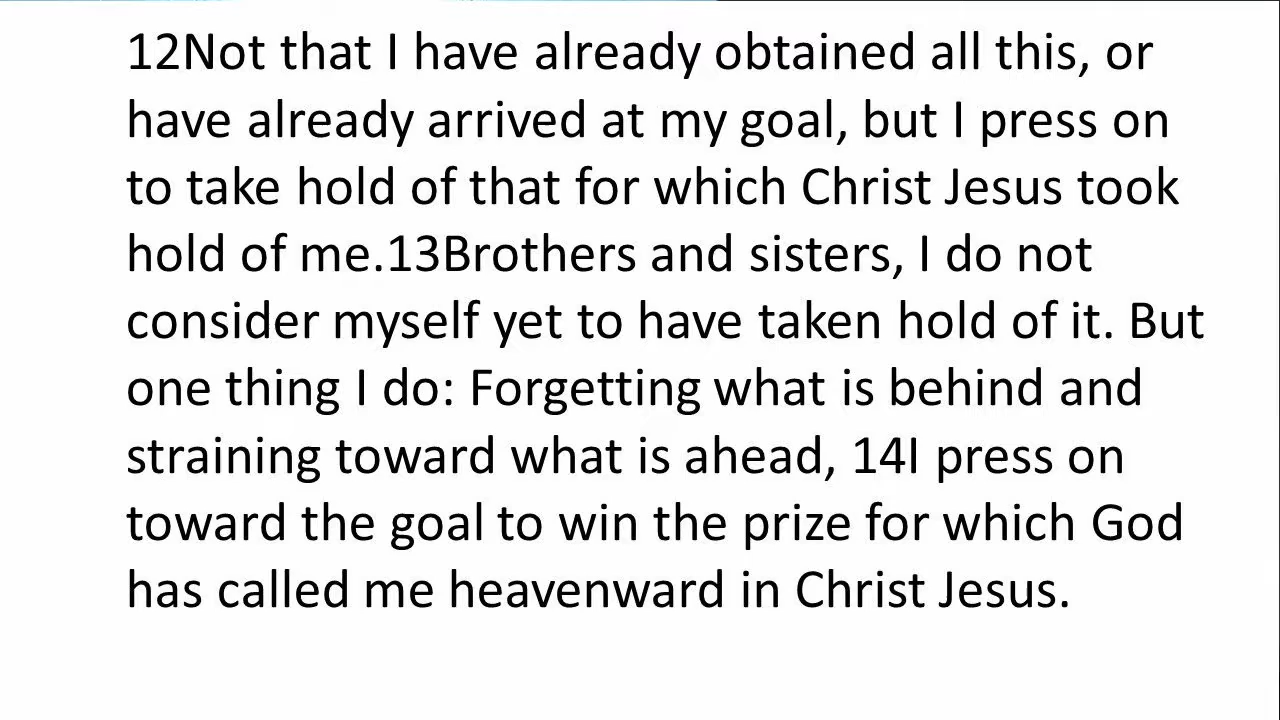 12Not that I have already obtained all this, or
have already arrived at my goal, but I press on
to take hold of that for which Christ Jesus took
hold of me.13Brothers and sisters, I do not
consider myself yet to have taken hold of it. But
one thing I do: Forgetting what is behind and
straining toward what is ahead, 14I press on
toward the goal to win the prize for which God
has called me heavenward in Christ Jesus.